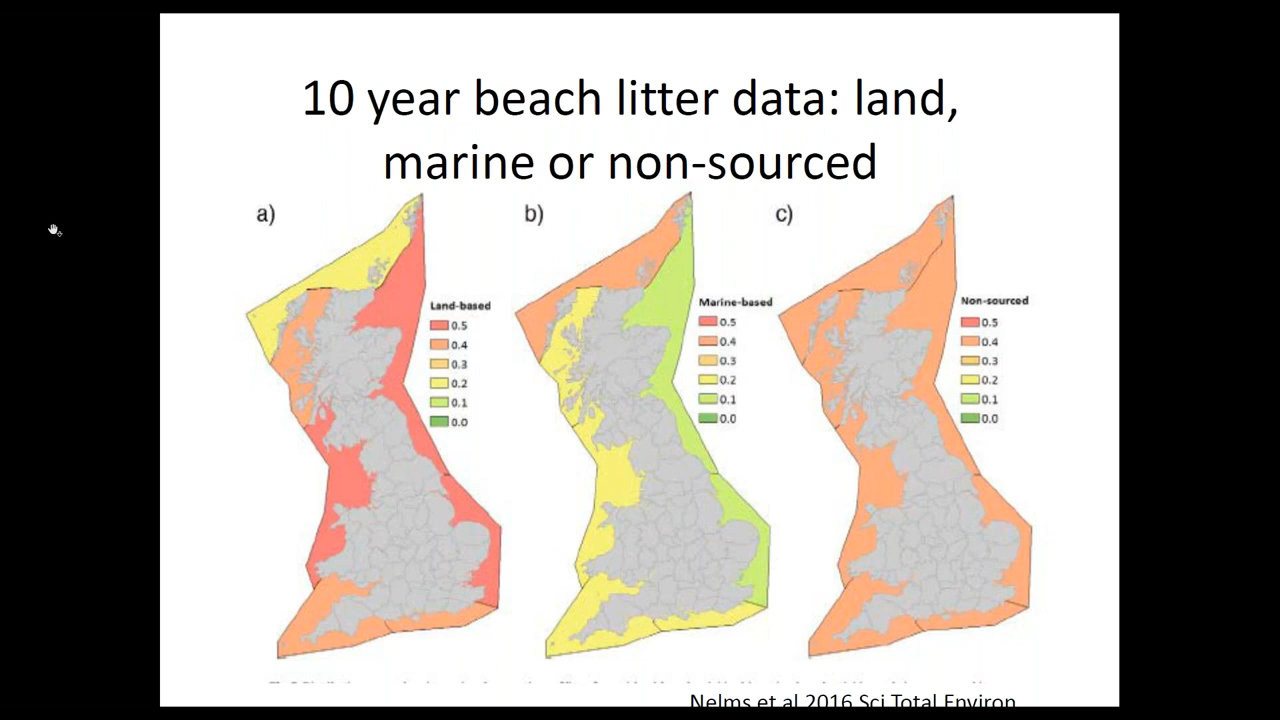 10 year beach litter data: land,
marine or non-sourced
a)
b)
c)
Land-based
0.5
0.4
0.3
0.2
0.1
0.0
Marine-based
0.5
0.4
0.3
0.2
0.1
0.0
Non-sourced
0.5
0.4
0.3
0.2
0.1
0.0
Nelms et al 2016 Sci Total Environ